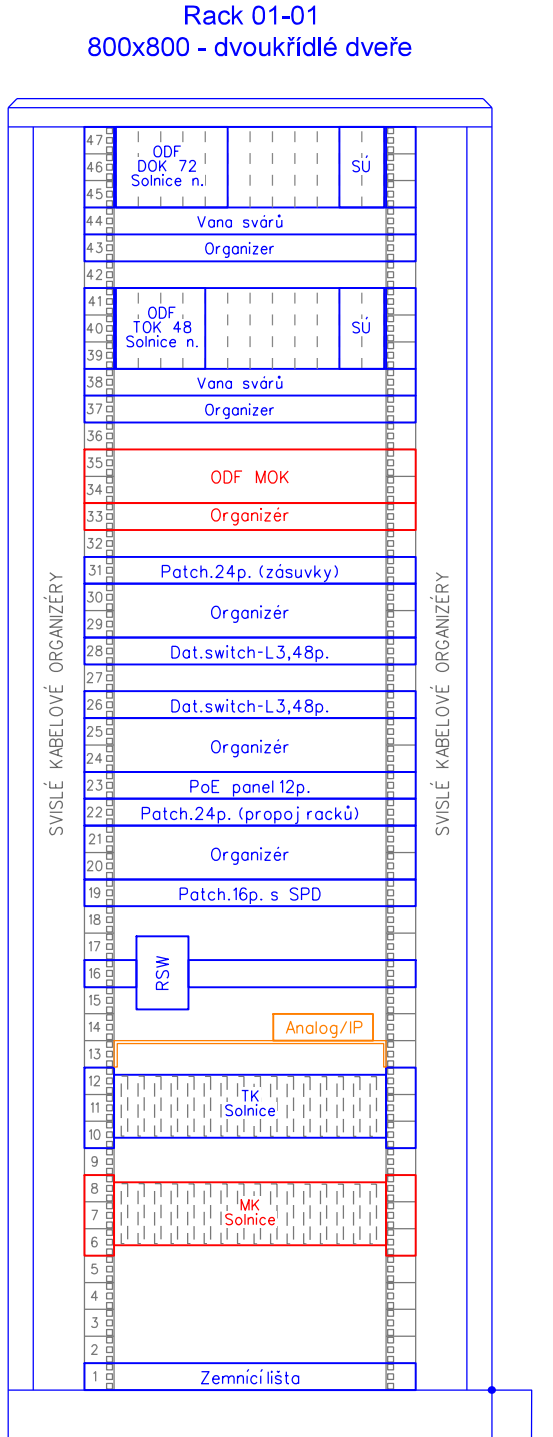 Rack 01-01
800x800 - dvoukřídlé dveře
47
46
45
ODF
DOK 72
Solnice n.
SÚ
44
Vana svárů
43
Organizer
42
41
40
39
ODF
TOK 48
Solnice n.
SÚ
38
Vana svárů
37
Organizer
36
35
34
ODF MOK
33
Organizér
32
31
Patch.24p. (zásuvky)
30
29
Organizér
28
Dat.switch-L3,48p.
27
26
Dat.switch-L3,48p.
25
24
Organizér
23
PoE panel 12p.
22
Patch.24p. (propoj racků)
21
20
Organizér
19
Patch.16p. s SPD
18
17
16
15
RSW
14
Analog/IP
13
12
11
10
TK
Solnice
9
8
7
6
MK
Solnice
5
4
3
2
1
Zemnící lišta
SVISLÉ KABELOVÉ ORGANIZÉRY
SVISLÉ KABELOVÉ ORGANIZÉRY